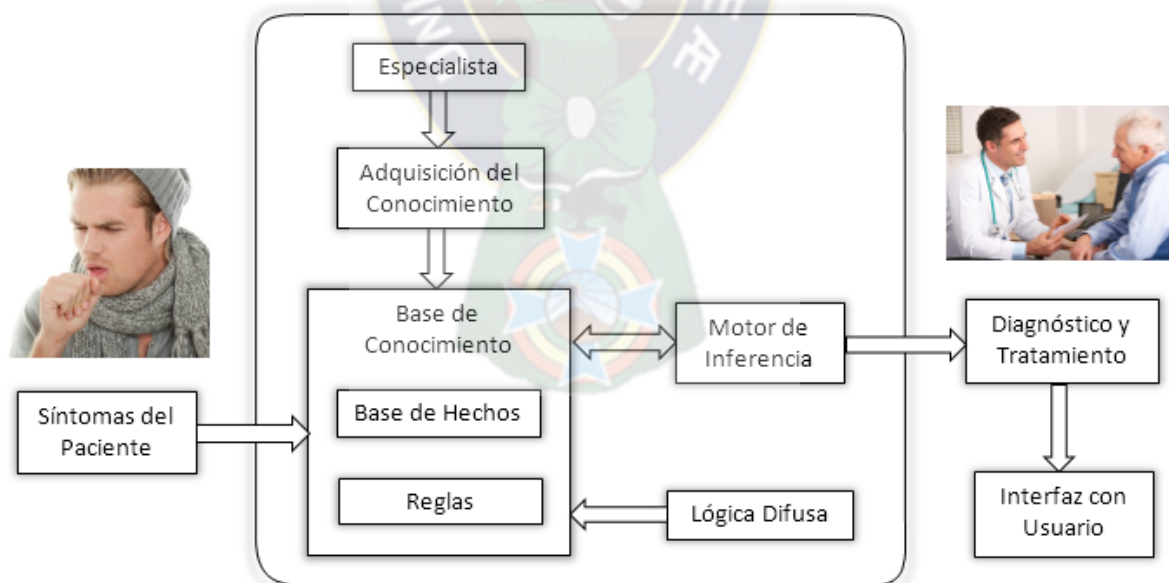 Especialista
Adquisición del
Conocimiento
Base de
Conocimiento
Motor de
Inferencia
Diagnóstico y
Tratamiento
Síntomas del
Paciente
Base de Hechos
Reglas
Lógica Difusa
Interfaz con
Usuario
ING
Æ